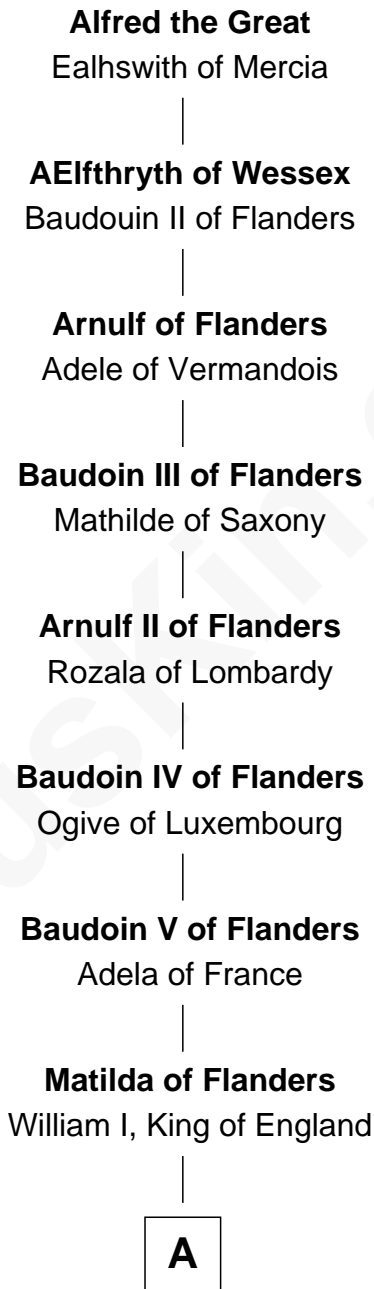 Alfred the Great
Ealhswith of Mercia
AElfthryth of Wessex
Baudouin II of Flanders
Arnulf of Flanders
Adele of Vermandois
Baudoin III of Flanders
Mathilde of Saxony
Arnulf II of Flanders
Rozala of Lombardy
Baudoin IV of Flanders
Ogive of Luxembourg
Baudoin V of Flanders
Adela of France
Matilda of Flanders
William I, King of England
A